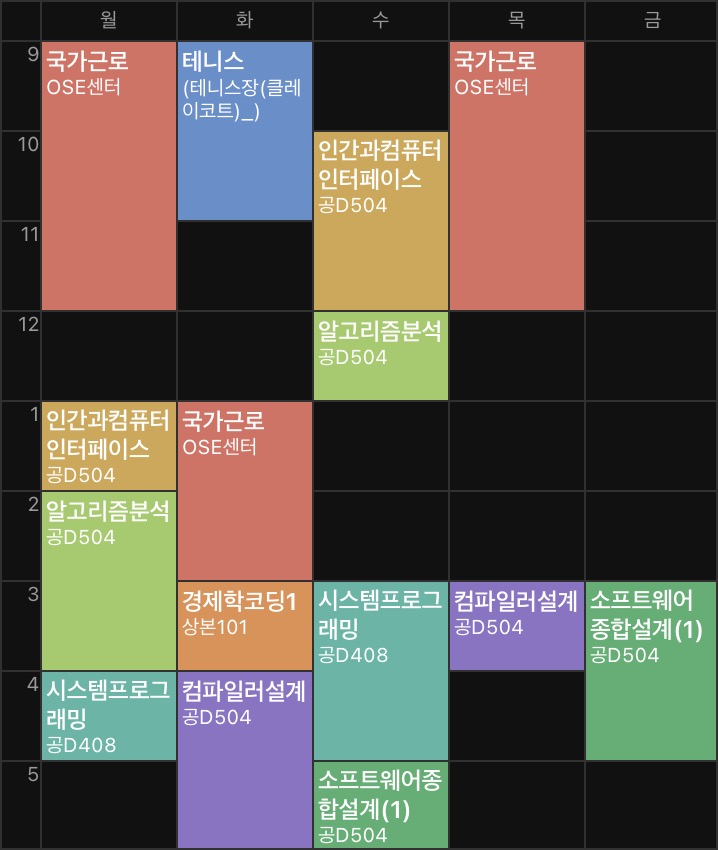 월 화 수 목 금
9
국가근로
OSE센터
테니스
(테니스장(클레
이코트)_)
국가근로
OSE센터
10
인간과컴퓨터
인터페이스
공D504
11
12
알고리즘분석
공D504
1
인간과컴퓨터
인터페이스
공D504
국가근로
OSE센터
2
알고리즘분석
공D504
3
경제학코딩1
상본101
시스템프로그
래밍
공D408
컴파일러설계
공D504
소프트웨어
종합설계(1)
공D504
4
시스템프로그
래밍
공D408
컴파일러설계
공D504
5
소프트웨어종
합설계(1)
공D504